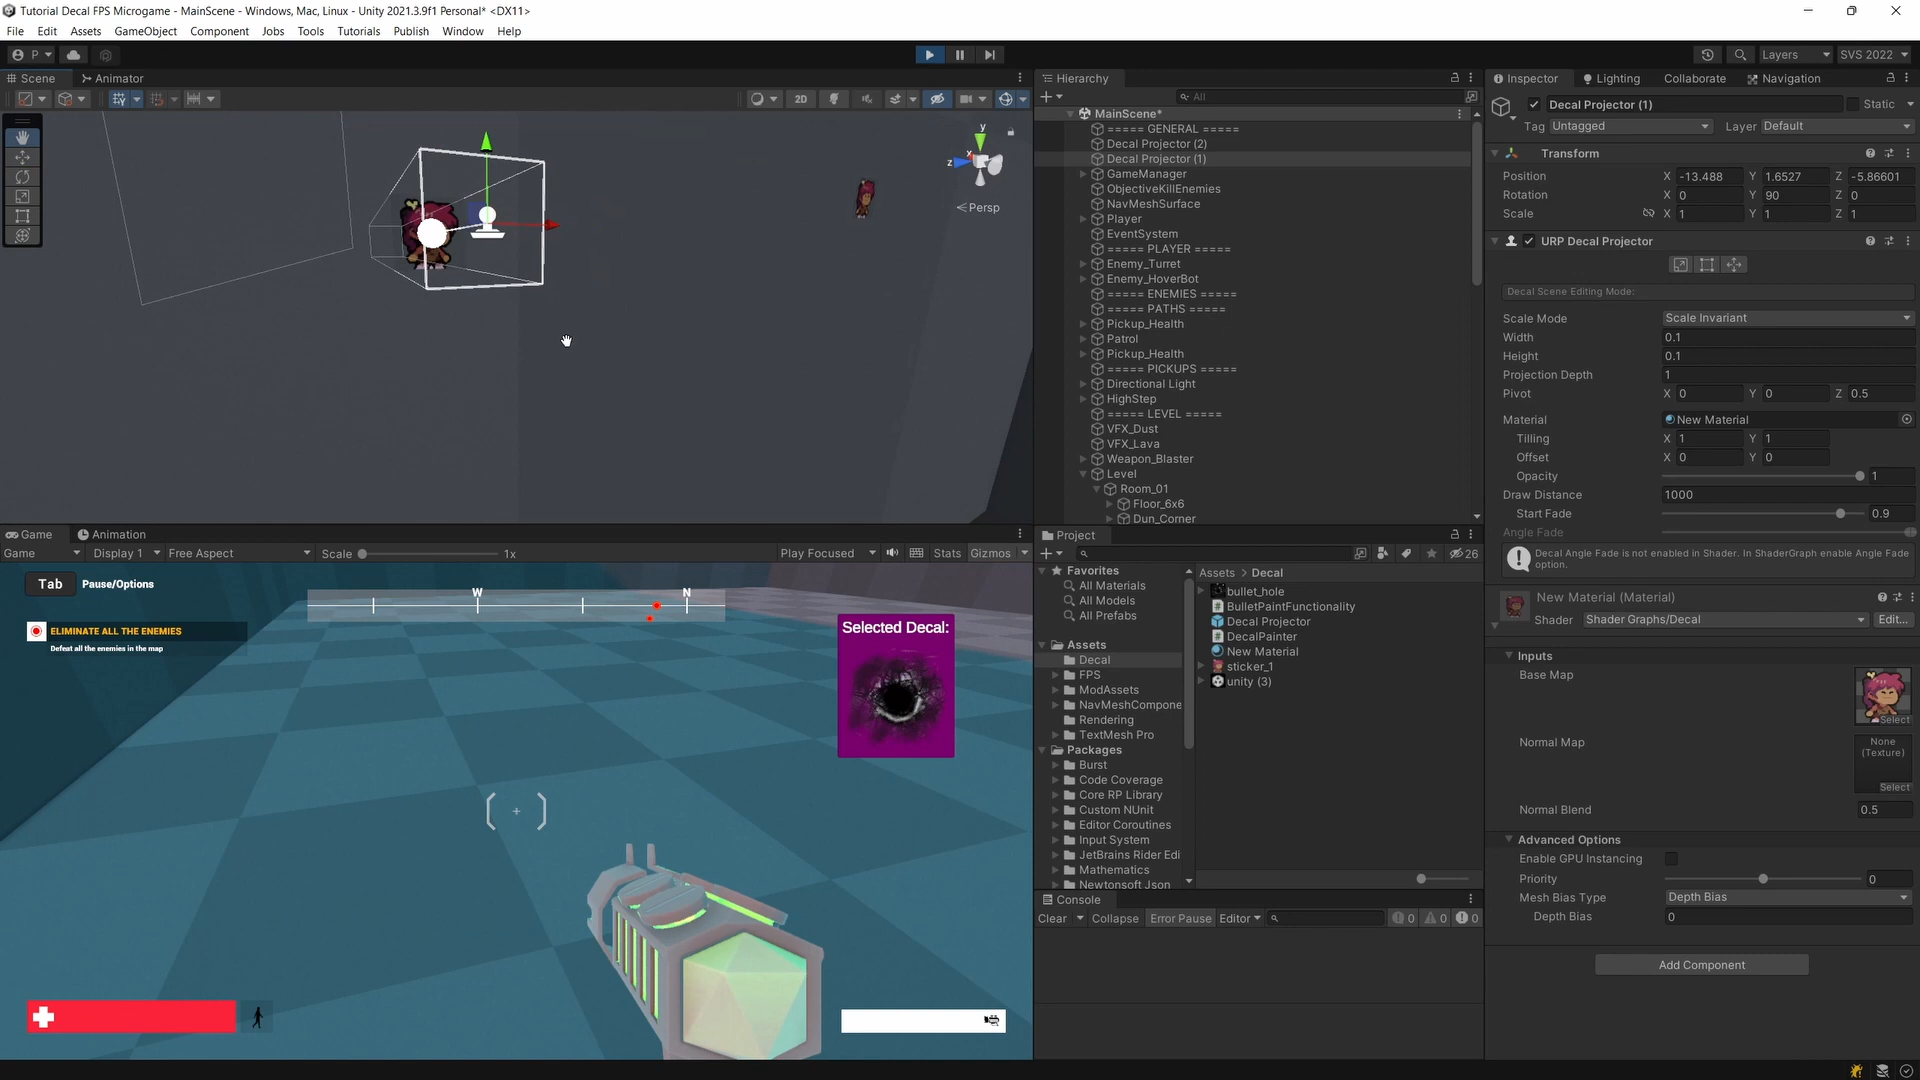 Tutorial Decal FPS Microgame - MainScene - Windows, Mac, Linux - Unity 2021.3.9f1 Personal* <DX11>
File Edit Assets GameObject Component Jobs Tools Tutorials Publish Window Help
P Layers SVS 2022
Scene Animator
2D
y
x
z
Persp
Game Animation
Game Display 1 Free Aspect Scale 1x Play Focused Stats Gizmos
Tab Pause/Options
W N
ELIMINATE ALL THE ENEMIES
Defeat all the enemies in the map
Selected Decal:
Hierarchy
All
MainScene*
===== GENERAL =====
Decal Projector (2)
Decal Projector (1)
GameManager
ObjectiveKillEnemies
NavMeshSurface
Player
EventSystem
===== PLAYER =====
Enemy_Turret
Enemy_HoverBot
===== ENEMIES =====
===== PATHS =====
Pickup_Health
Patrol
Pickup_Health
===== PICKUPS =====
Directional Light
HighStep
===== LEVEL =====
VFX_Dust
VFX_Lava
Weapon_Blaster
Level
Room_01
Floor_6x6
Dun_Corner
Project
26
Favorites
All Materials
All Models
All Prefabs
Assets
Decal
FPS
ModAssets
NavMeshCompone
Rendering
TextMesh Pro
Packages
Burst
Code Coverage
Core RP Library
Custom NUnit
Editor Coroutines
Input System
JetBrains Rider Edi
Mathematics
Newtonsoft Json
Assets > Decal
bullet_hole
BulletPaintFunctionality
Decal Projector
DecalPainter
New Material
sticker_1
unity (3)
Console
Clear Collapse Error Pause Editor 0 0 0
Inspector Lighting Collaborate Navigation
Decal Projector (1) Static
Tag Untagged Layer Default
Transform
Position X -13.488 Y 1.6527 Z -5.86601
Rotation X 0 Y 90 Z 0
Scale X 1 Y 1 Z 1
URP Decal Projector
Decal Scene Editing Mode:
Scale Mode Scale Invariant
Width 0.1
Height 0.1
Projection Depth 1
Pivot X 0 Y 0 Z 0.5
Material New Material
Tilling X 1 Y 1
Offset X 0 Y 0
Opacity 1
Draw Distance 1000
Start Fade 0.9
Angle Fade
Decal Angle Fade is not enabled in Shader. In ShaderGraph enable Angle Fade option.
New Material (Material)
Shader Shader Graphs/Decal Edit...
Inputs
Base Map
Select
Normal Map None (Texture)
Select
Normal Blend 0.5
Advanced Options
Enable GPU Instancing
Priority 0
Mesh Bias Type Depth Bias
Depth Bias 0
Add Component